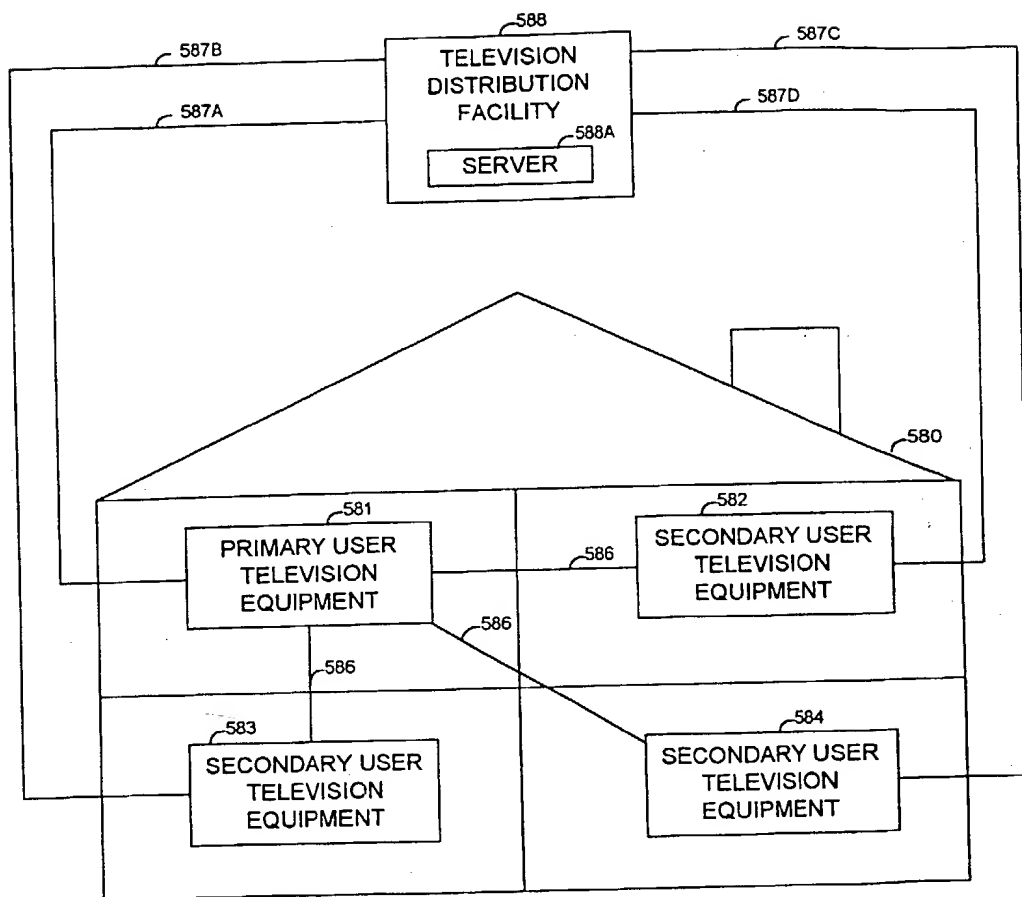 587B
588
587C
TELEVISION
DISTRIBUTION
FACILITY
587A
587D
588A
SERVER
580
581
PRIMARY USER
TELEVISION
EQUIPMENT
586
582
SECONDARY USER
TELEVISION
EQUIPMENT
586
586
583
SECONDARY USER
TELEVISION
EQUIPMENT
584
SECONDARY USER
TELEVISION
EQUIPMENT